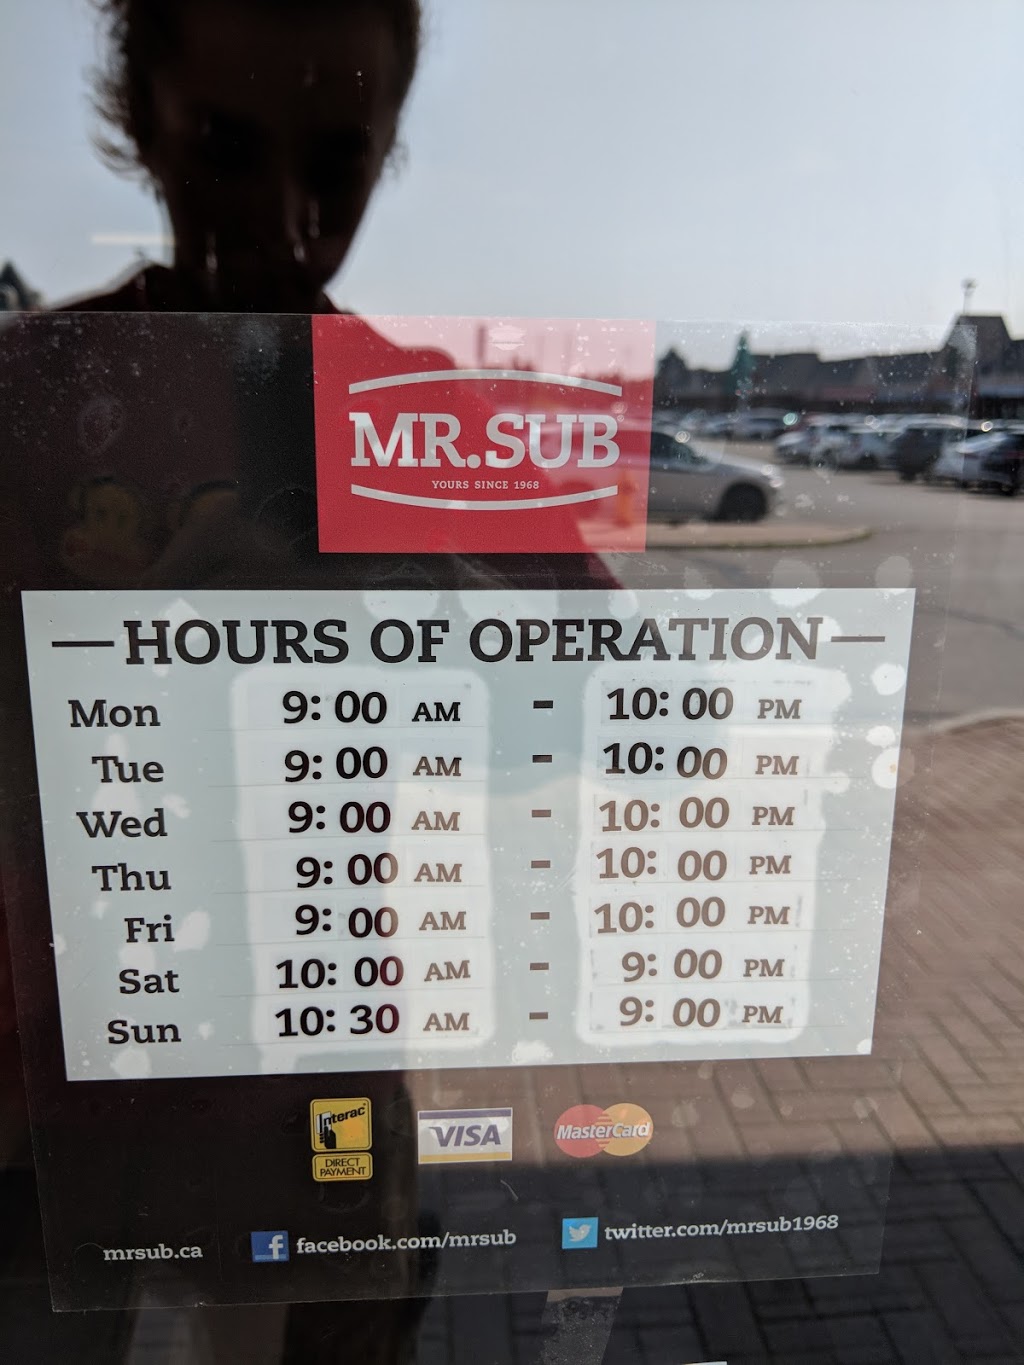 MR.SUB
YOURS SINCE 1968
HOURS OF OPERATION
Mon 9:00 AM - 10:00 PM
Tue 9:00 AM - 10:00 PM
Wed 9:00 AM - 10:00 PM
Thu 9:00 AM - 10:00 PM
Fri 9:00 AM - 10:00 PM
Sat 10:00 AM - 9:00 PM
Sun 10:30 AM - 9:00 PM
Interac VISA MasterCard
DIRECT
PAYMENT
mrsub.ca facebook.com/mrsub twitter.com/mrsub1968